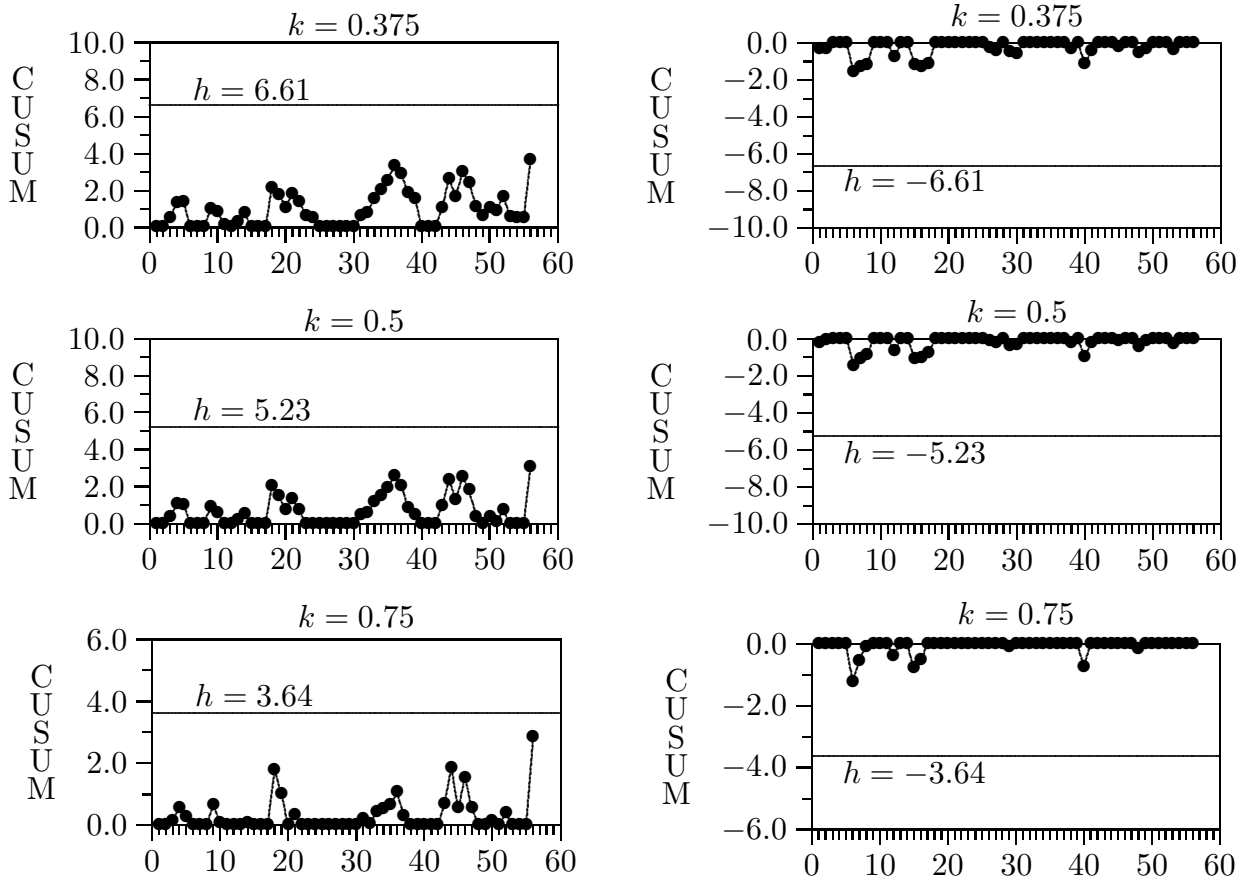 k = 0.375
C
U
S
U
M
10.0
8.0
6.0
4.0
2.0
0.0
h = 6.61
0 10 20 30 40 50 60
k = 0.375
C
U
S
U
M
0.0
−2.0
−4.0
−6.0
−8.0
−10.0
h = −6.61
0 10 20 30 40 50 60
k = 0.5
C
U
S
U
M
10.0
8.0
6.0
4.0
2.0
0.0
h = 5.23
0 10 20 30 40 50 60
k = 0.5
C
U
S
U
M
0.0
−2.0
−4.0
−6.0
−8.0
−10.0
h = −5.23
0 10 20 30 40 50 60
k = 0.75
C
U
S
U
M
6.0
4.0
2.0
0.0
h = 3.64
0 10 20 30 40 50 60
k = 0.75
C
U
S
U
M
0.0
−2.0
−4.0
−6.0
h = −3.64
0 10 20 30 40 50 60